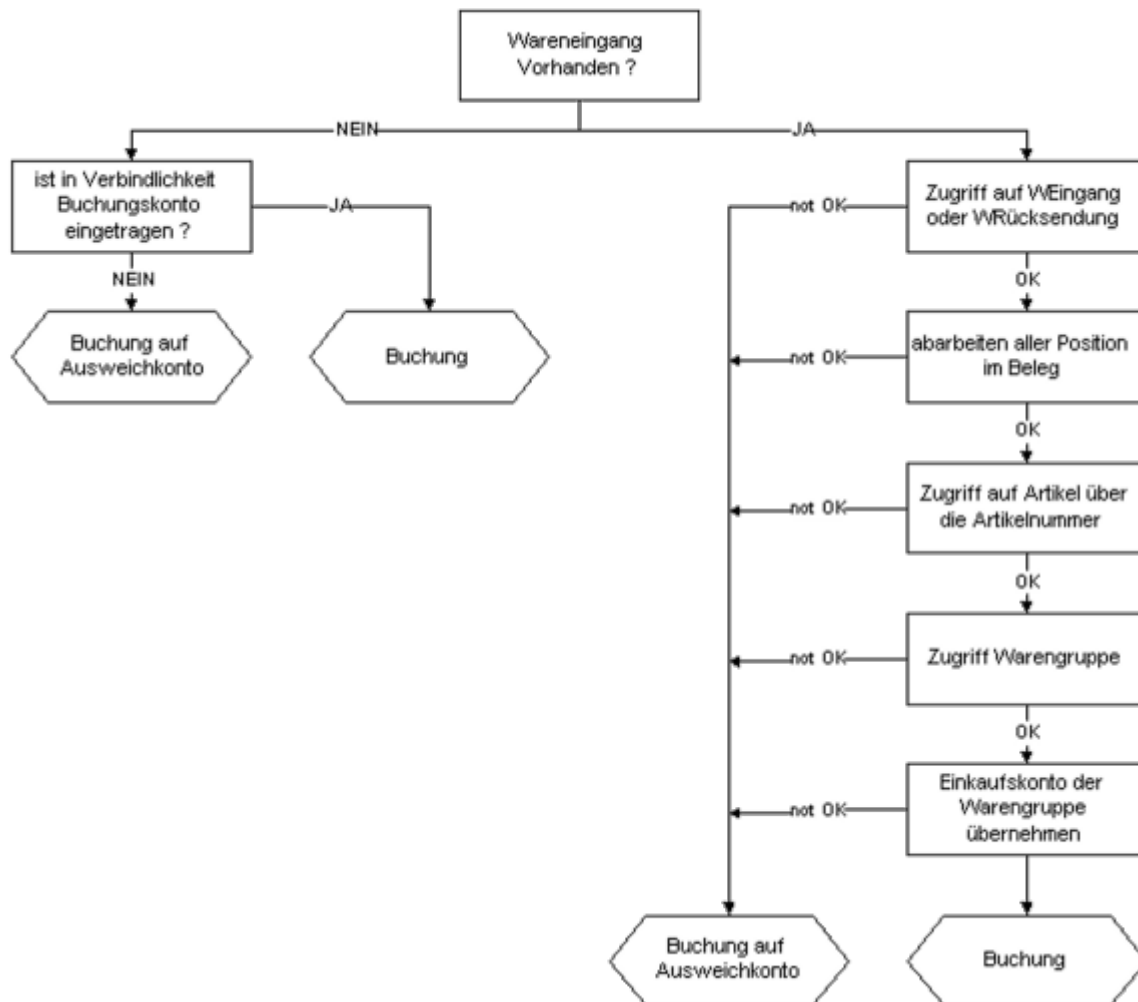 Wareneingang
Vorhanden ?
NEIN
JA
ist in Verbindlichkeit
Buchungskonto
eingetragen ?
JA
NEIN
Buchung auf
Ausweichkonto
Buchung
Zugriff auf WEingang
oder WRücksendung
not OK
OK
abarbeiten aller Position
im Beleg
not OK
OK
Zugriff auf Artikel über
die Artikelnummer
not OK
OK
Zugriff Warengruppe
not OK
OK
Einkaufskonto der
Warengruppe
übernehmen
not OK
Buchung auf
Ausweichkonto
Buchung